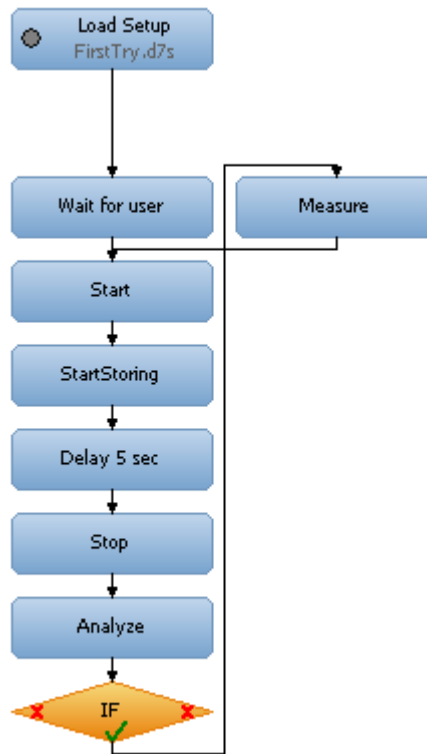 Load Setup
FirstTry.d7s
Wait for user
Measure
Start
StartStoring
Delay 5 sec
Stop
Analyze
IF